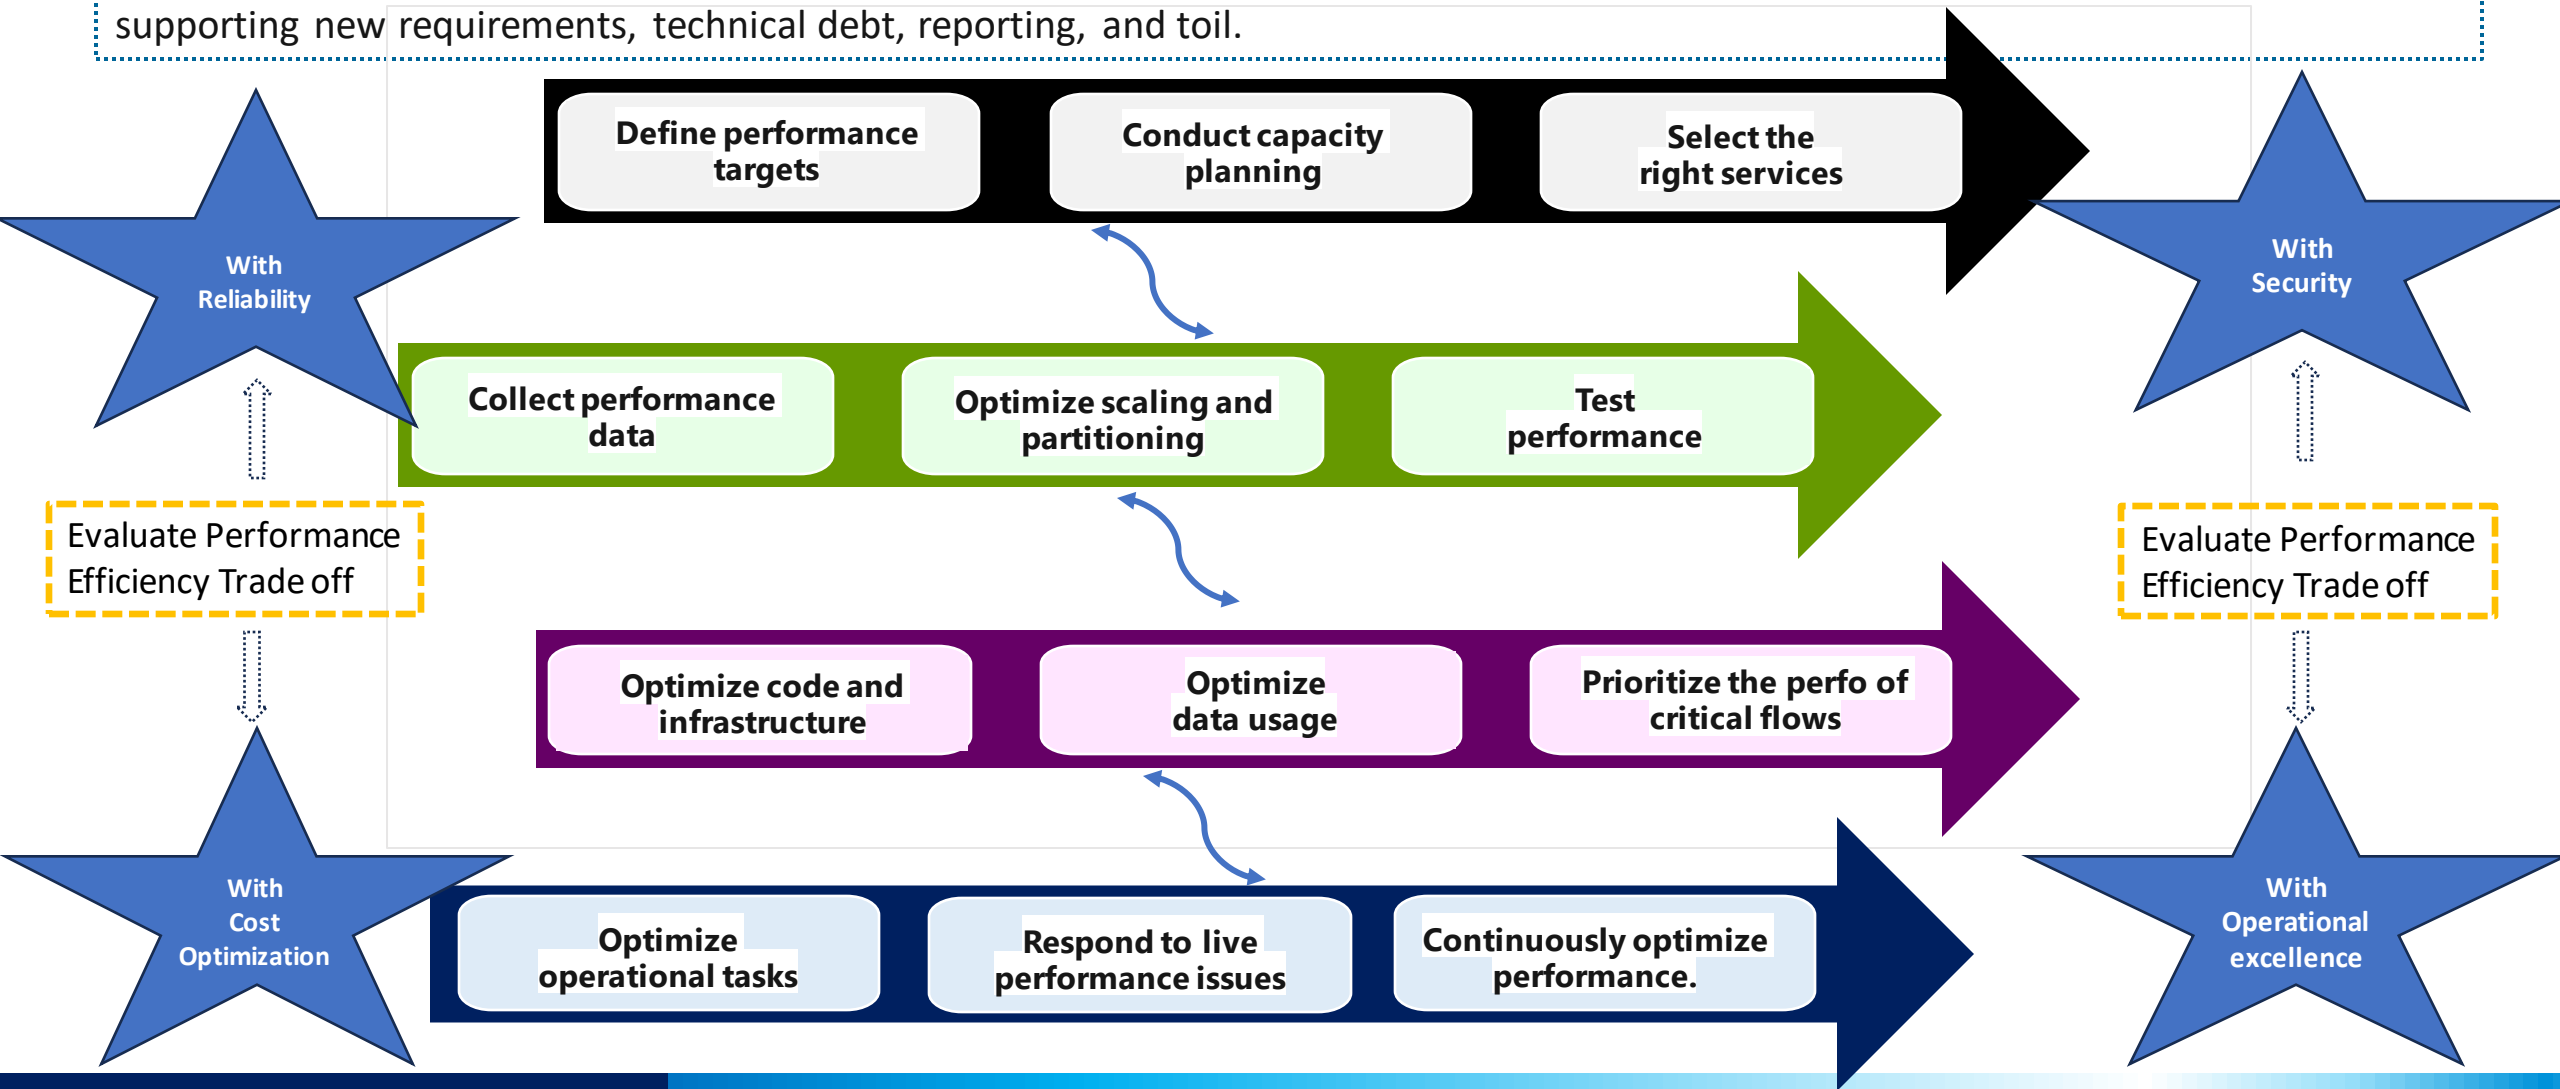 supporting new requirements, technical debt, reporting, and toil.
Define performance
targets
Conduct capacity
planning
Select the
right services
With
Reliability
With
Security
Collect performance
data
Optimize scaling and
partitioning
Test
performance
Evaluate Performance
Efficiency Trade off
Evaluate Performance
Efficiency Trade off
Optimize code and
infrastructure
Optimize
data usage
Prioritize the perfo of
critical flows
With
Cost
Optimization
Optimize
operational tasks
Respond to live
performance issues
Continuously optimize
performance.
With
Operational
excellence